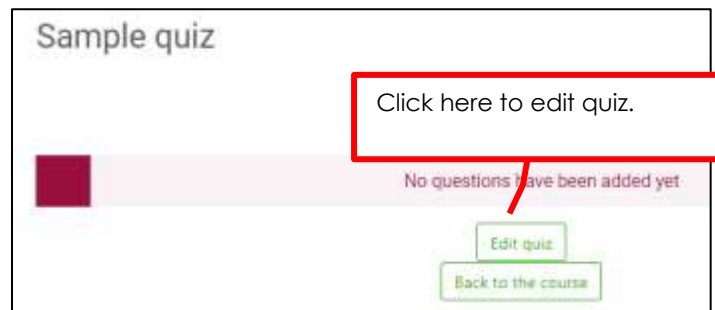 Sample quiz
Click here to edit quiz.
No questions have been added yet
Edit quiz
Back to the course